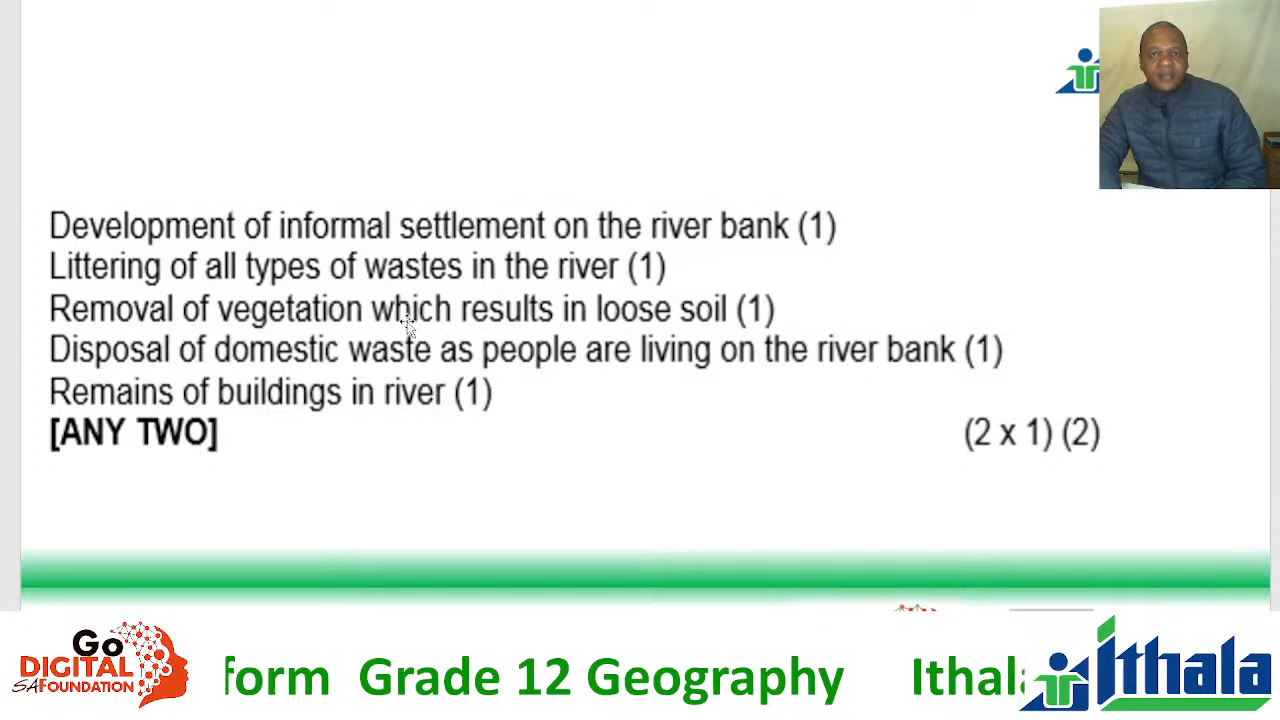 Development of informal settlement on the river bank (1)
Littering of all types of wastes in the river (1)
Removal of vegetation which results in loose soil (1)
Disposal of domestic waste as people are living on the river bank (1)
Remains of buildings in river (1)
[ANY TWO] (2 x 1) (2)
Go
DIGITAL
SA FOUNDATION
form Grade 12 Geography Ithala
Ithala